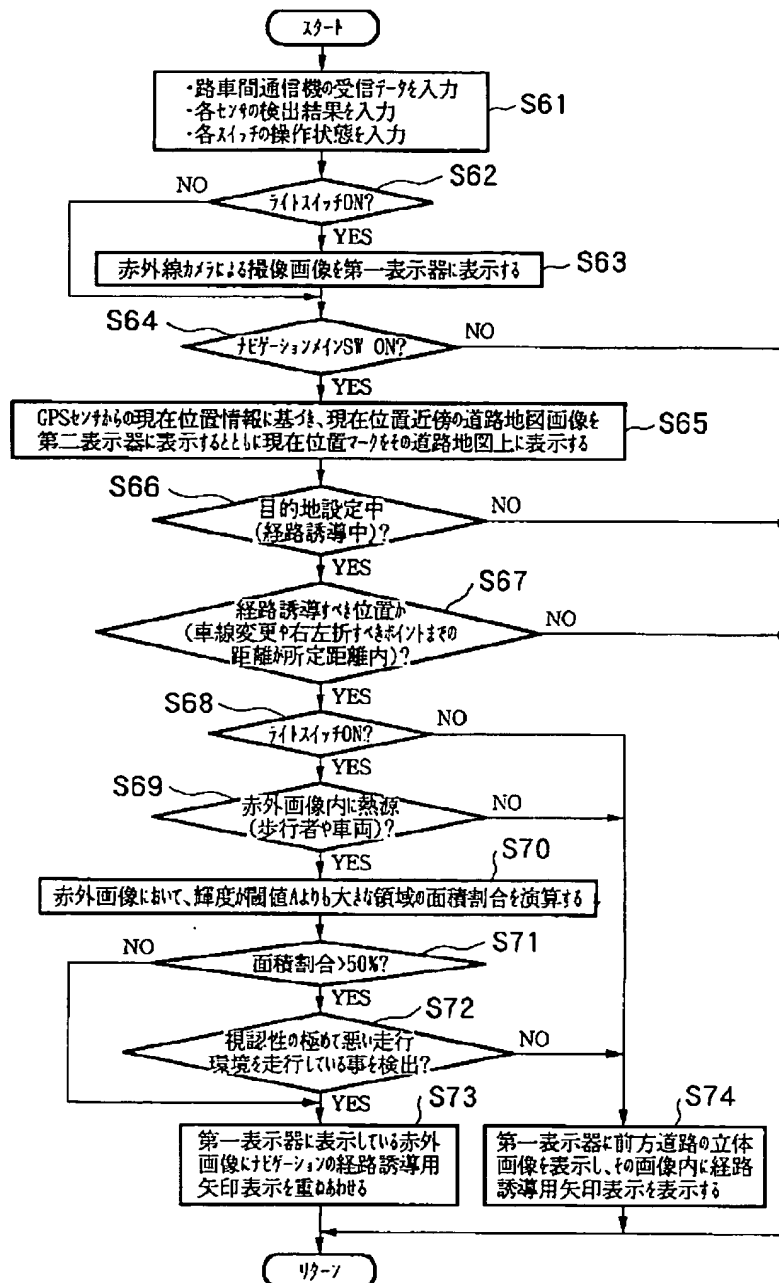 スタート
・路車間通信機の受信データを入力
・各センサの検出結果を入力
・各スイッチの操作状態を入力
S61
S62
NO
ライトスイッチON?
YES
赤外線カメラによる撮像画像を第一表示器に表示する
S63
S64
NO
ナビゲーションメインSW ON?
YES
GPSセンサからの現在位置情報に基づき、現在位置近傍の道路地図画像を
第二表示器に表示するとともに現在位置マークをその道路地図上に表示する
S65
S66
目的地設定中
(経路誘導中)?
NO
YES
S67
経路誘導すべき位置か
(車線変更や右左折すべきポイントまでの
距離が所定距離内)?
NO
YES
S68
NO
ライトスイッチON?
YES
S69
赤外画像内に熱源
(歩行者や車両)?
NO
YES
S70
赤外画像において、輝度が閾値Aよりも大きな領域の面積割合を演算する
S71
NO
面積割合>50%?
YES
S72
視認性の極めて悪い走行
環境を走行している事を検出?
NO
YES
S73
第一表示器に表示している赤外
画像にナビゲーションの経路誘導用
矢印表示を重ねあわせる
S74
第一表示器に前方道路の立体
画像を表示し、その画像内に経路
誘導用矢印表示を表示する
リターン